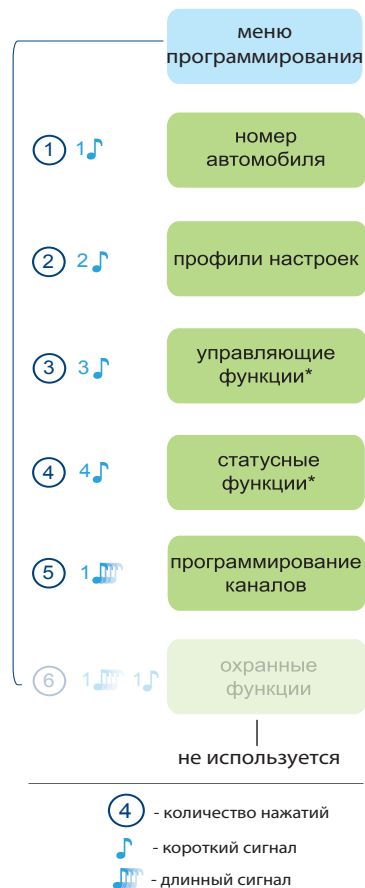 меню
программирования
1 1 номер
автомобиля
2 2 профили настроек
3 3 управляющие
функции*
4 4 статусные
функции*
5 1 программирование
каналов
6 1 1 охранные
функции
не используется
4 - количество нажатий
- короткий сигнал
- длинный сигнал